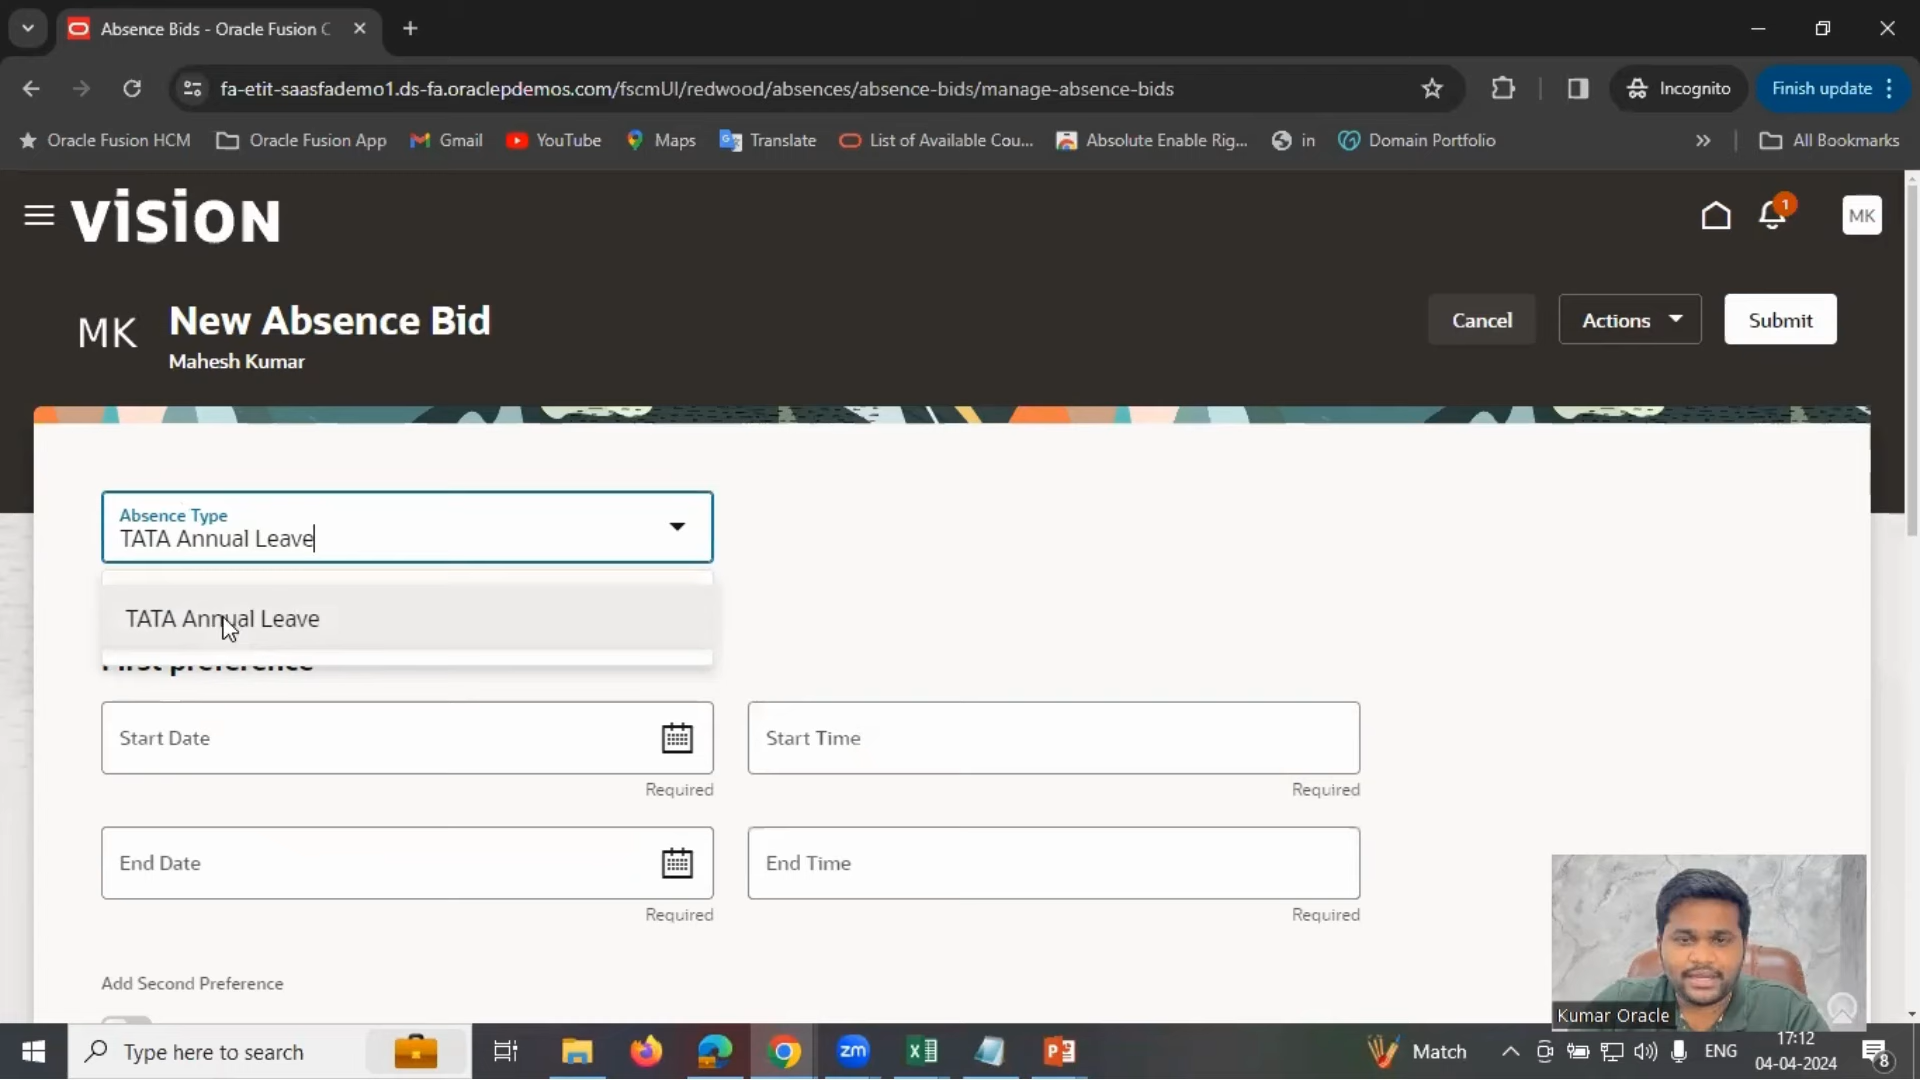 Absence Bids - Oracle Fusion C
fa-etit-saasfademo1.ds-fa.oraclepdemos.com/fscmUI/redwood/absences/absence-bids/manage-absence-bids
Incognito
Finish update
Oracle Fusion HCM
Oracle Fusion App
Gmail
YouTube
Maps
Translate
List of Available Cou...
Absolute Enable Rig...
in
Domain Portfolio
All Bookmarks
VISION
1
MK
MK
New Absence Bid
Mahesh Kumar
Cancel
Actions
Submit
Absence Type
TATA Annual Leave
TATA Annual Leave
First preference
Start Date
Start Time
Required
Required
End Date
End Time
Required
Required
Add Second Preference
Kumar Oracle
Type here to search
zm
Match
ENG
17:12
04-04-2024
8